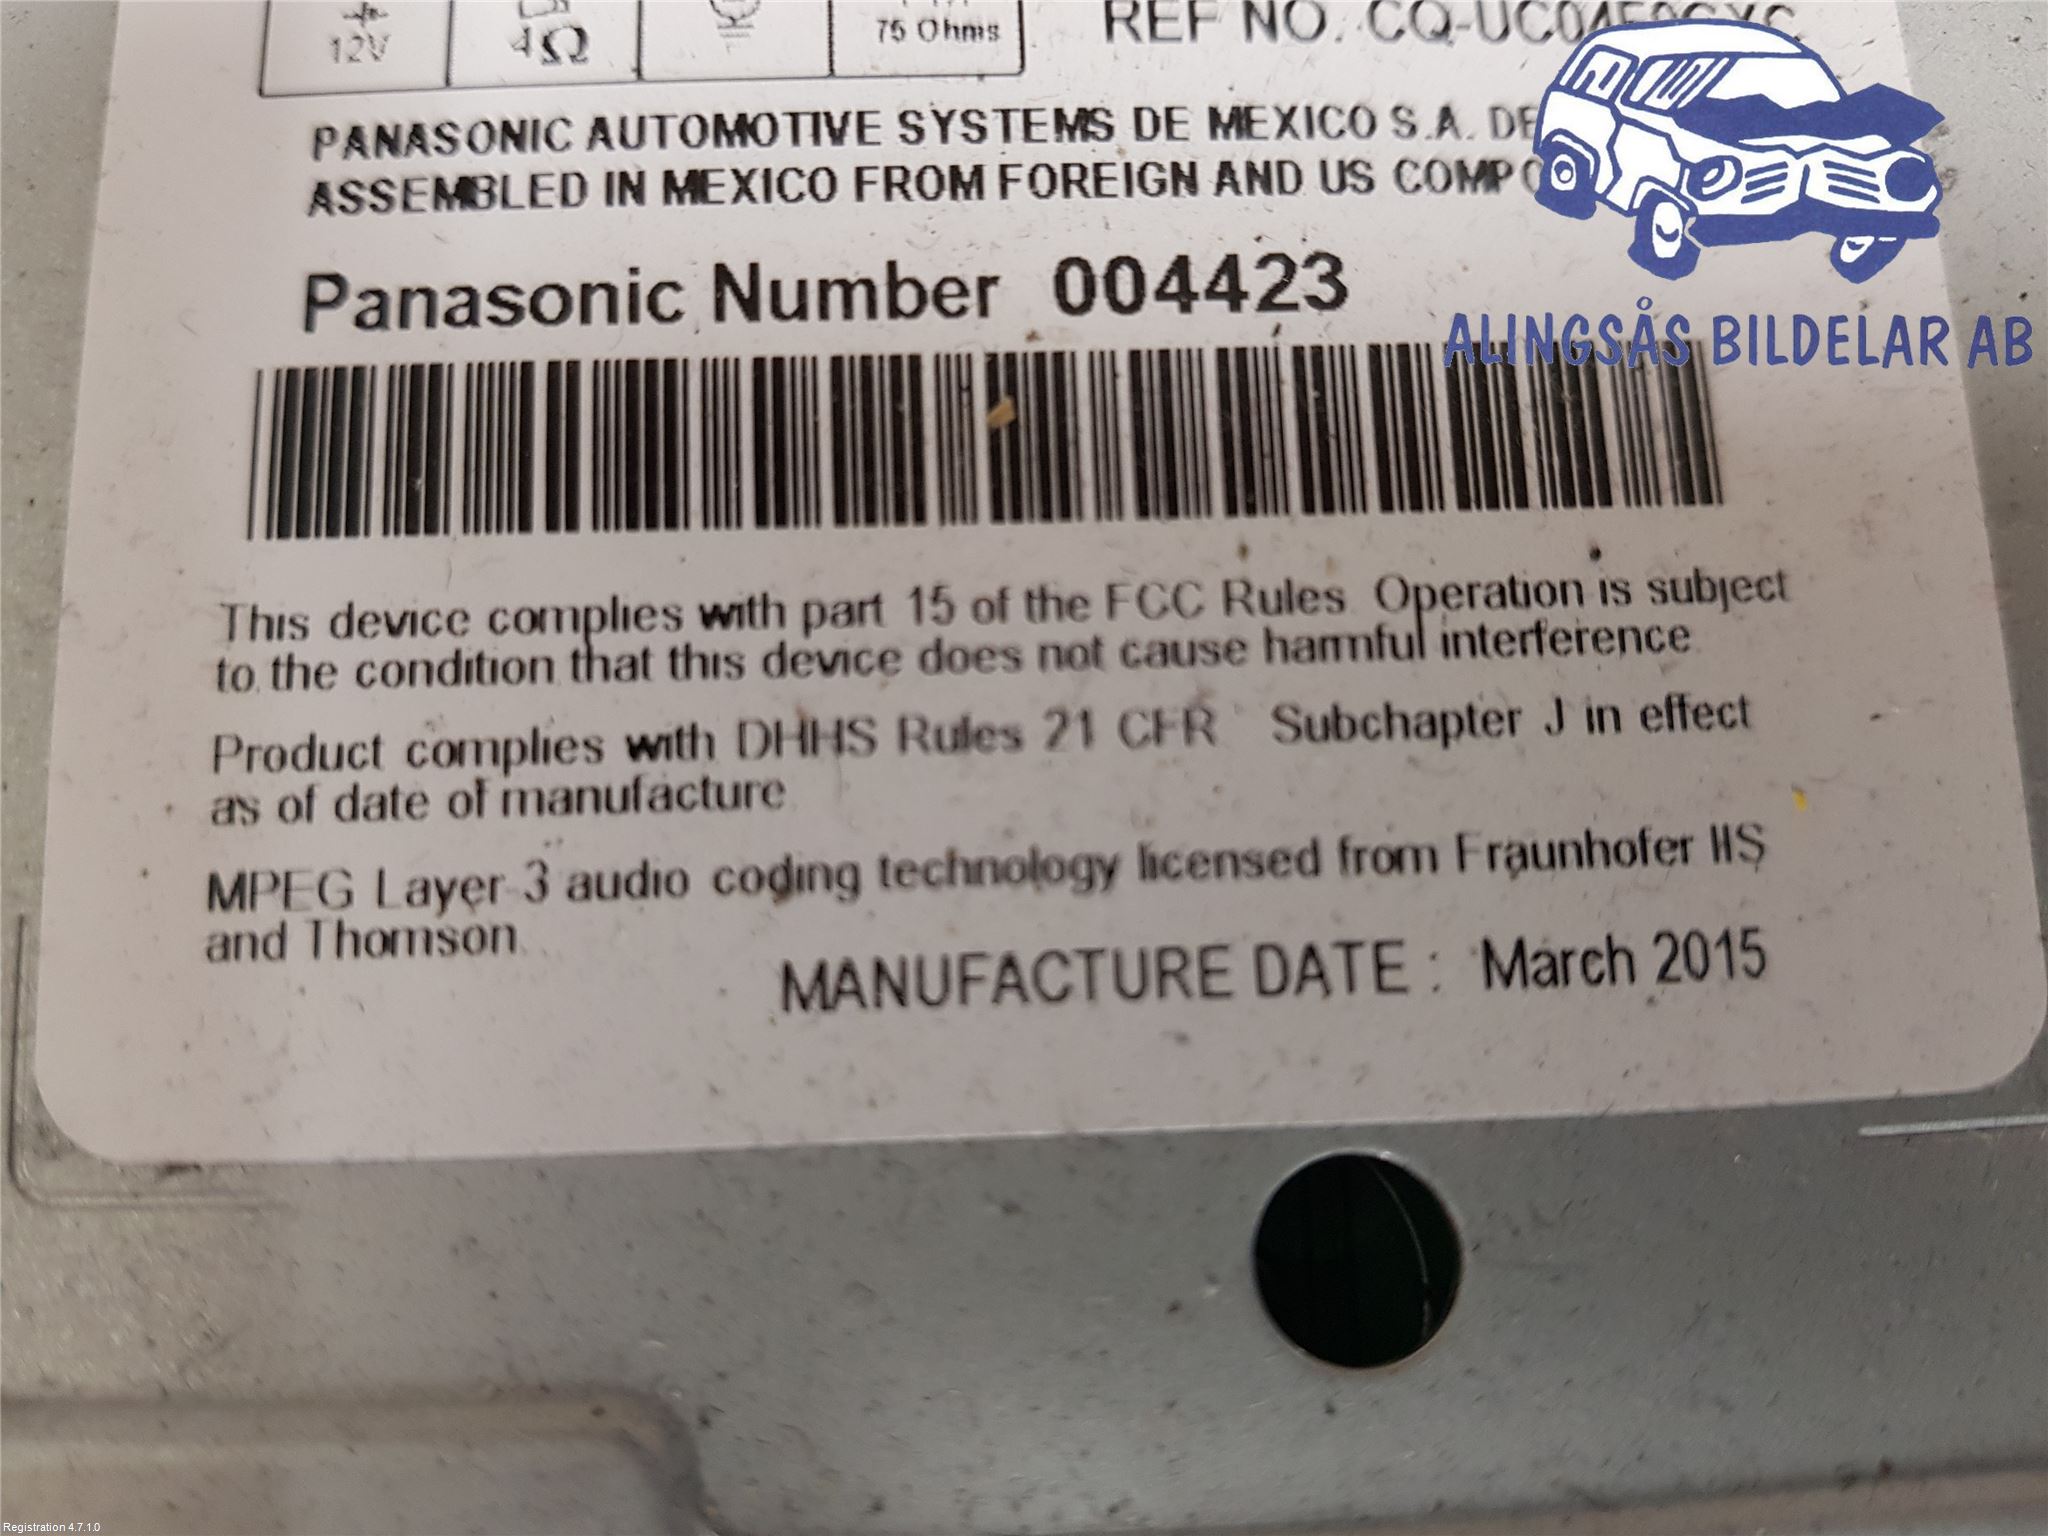 12V 4Ω 75 Ohms REF NO.
PANASONIC AUTOMOTIVE SYSTEMS DE MEXICO S.A. DE
ASSEMBLED IN MEXICO FROM FOREIGN AND US
Panasonic Number 004423
ALINGSÅS BILDELAR AB
This device complies with part 15 of the FCC Rules. Operation is subject
to the condition that this device does not cause harmful interference.
Product complies with DHHS Rules 21 CFR Subchapter J in effect
as of date of manufacture
MPEG Layer-3 audio coding technology licensed from Fraunhofer IIS
and Thomson.
MANUFACTURE DATE : March 2015
Registration 4.7.1.0